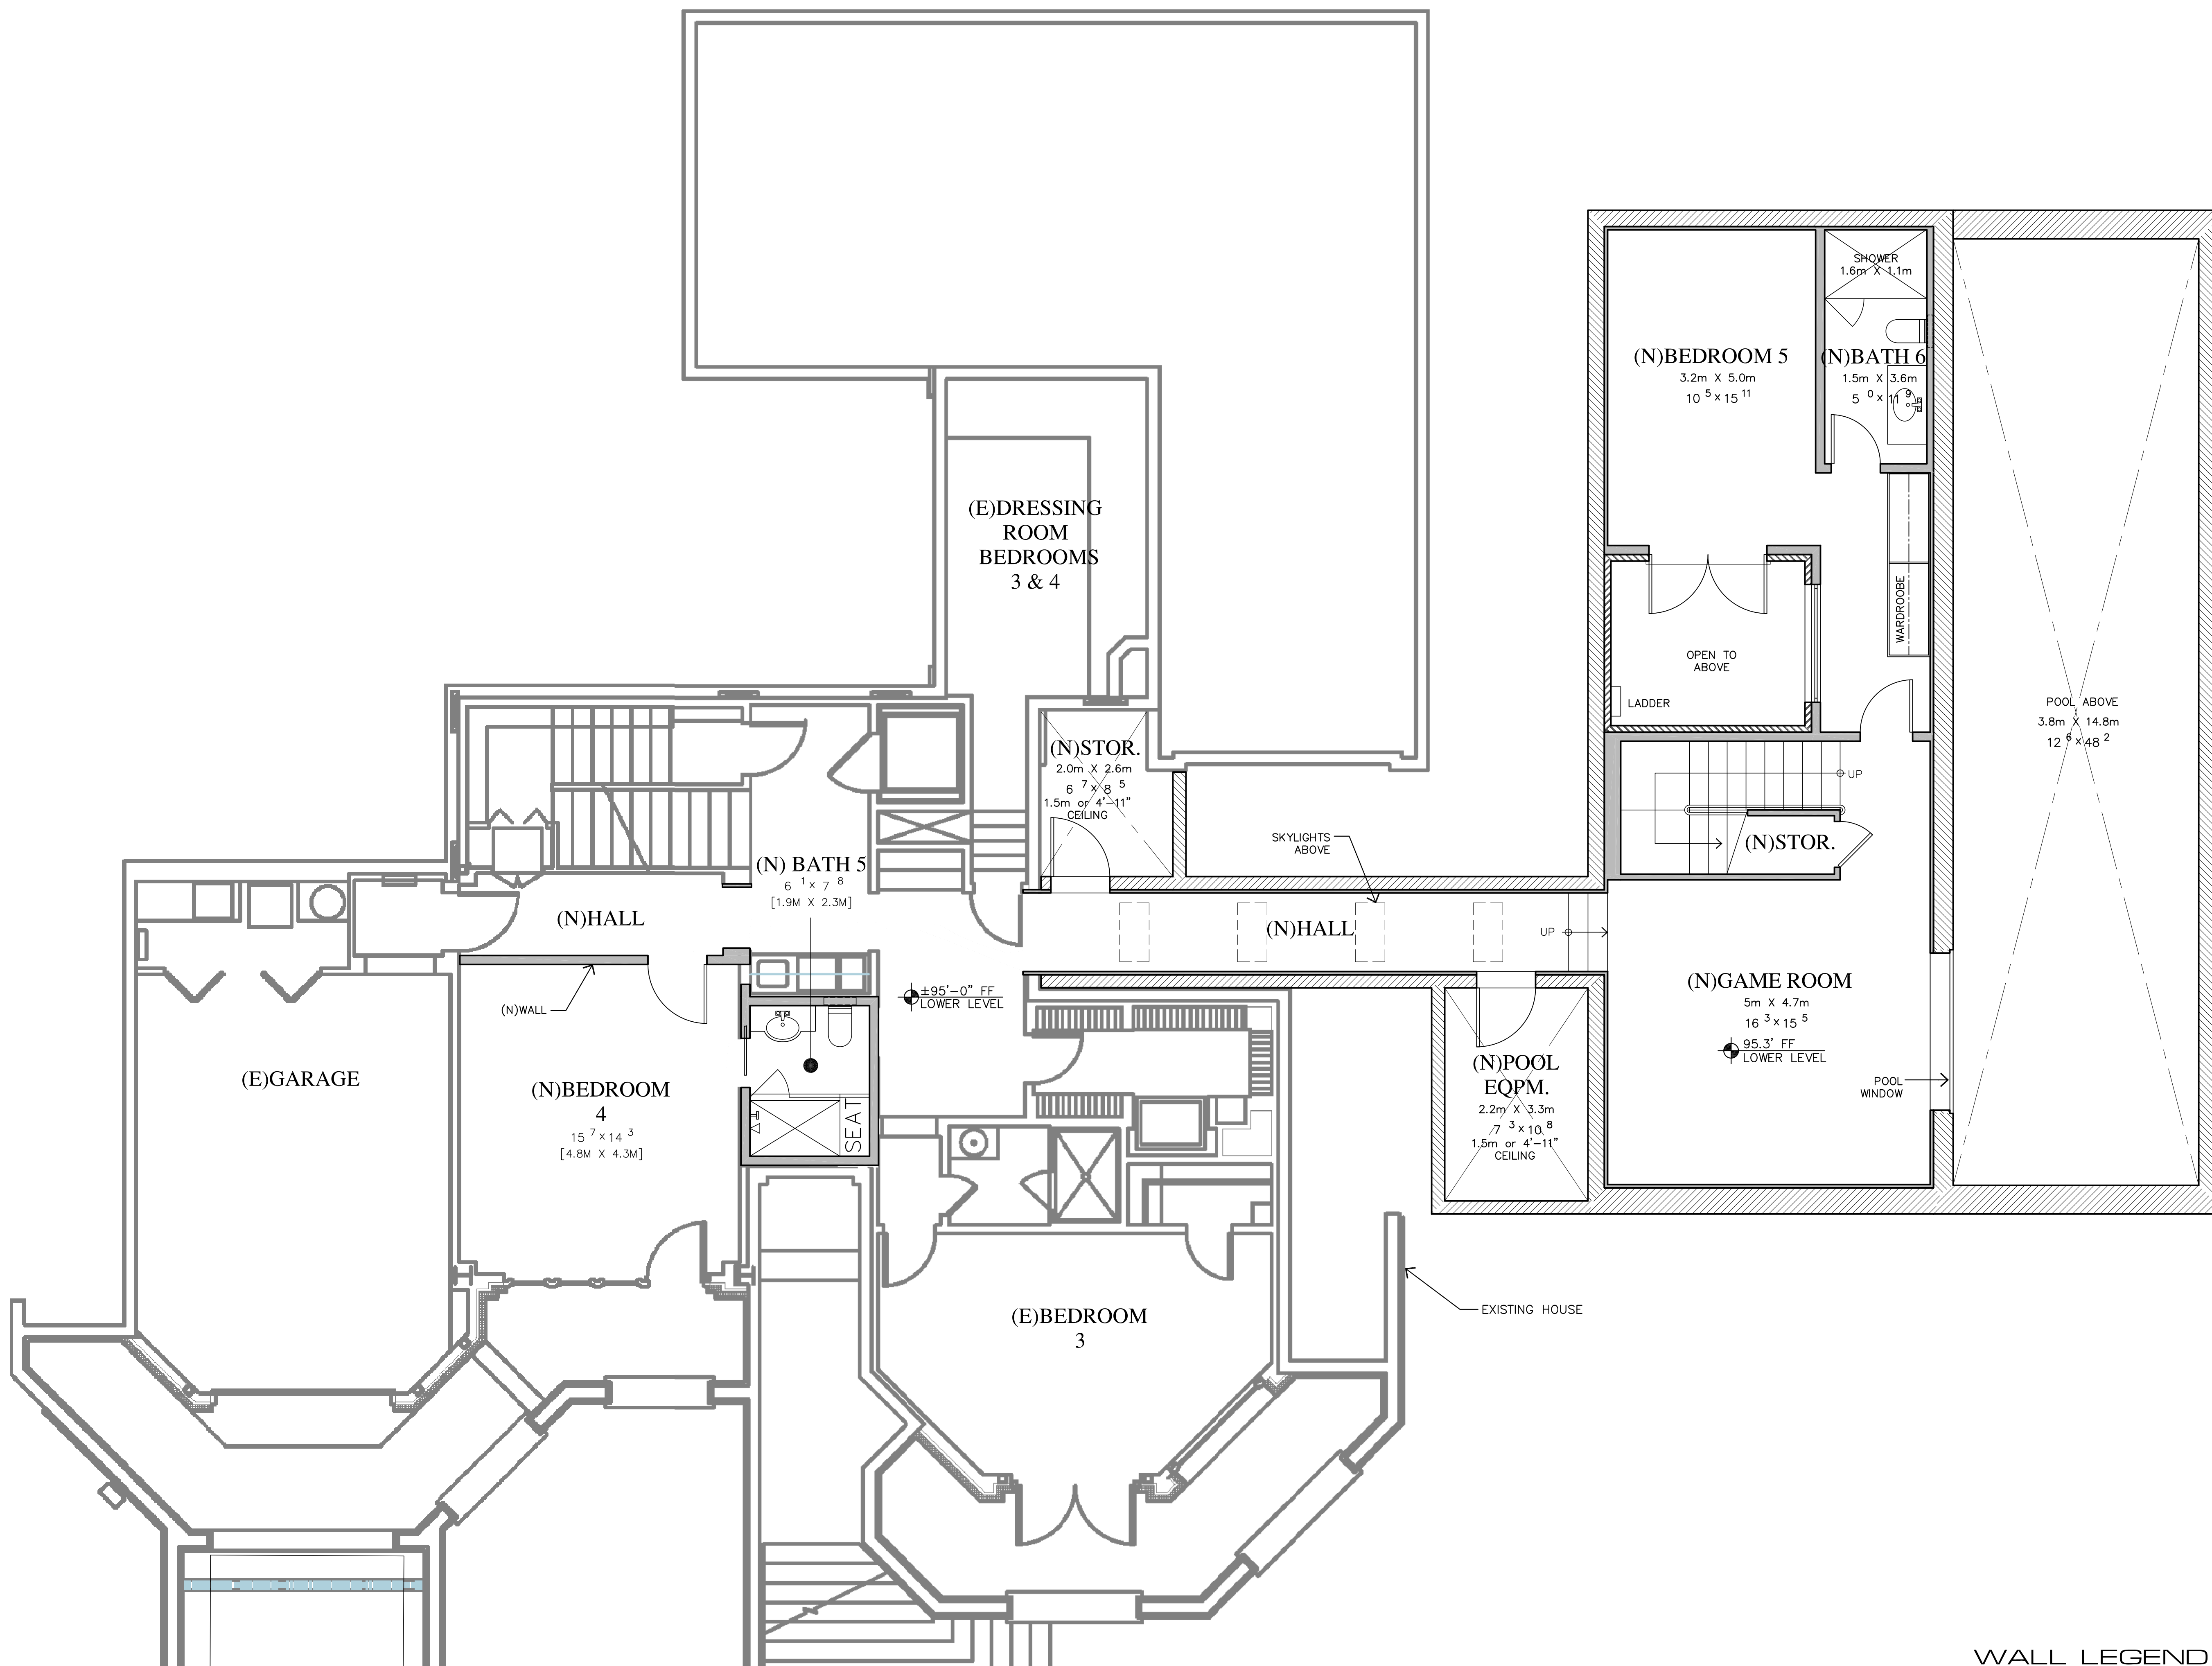 SHOWER
1.6m X 1.1m
(N)BEDROOM 5
3.2m X 5.0m
10 5 x 15 11
(N)BATH 6
1.5m X 3.6m
5 0 x 11 9
(E)DRESSING
ROOM
BEDROOMS
3 & 4
WARDROOBE
OPEN TO
ABOVE
LADDER
POOL ABOVE
3.8m X 14.8m
12 6 x 48 2
(N)STOR.
2.0m X 2.6m
6 7 x 8 5
1.5m or 4'-11"
CEILING
UP
SKYLIGHTS
ABOVE
(N)STOR.
(N) BATH 5
6 1 x 7 8
[1.9M X 2.3M]
(N)HALL
(N)HALL
UP
(N)GAME ROOM
5m X 4.7m
16 3 x 15 5
95.3' FF
LOWER LEVEL
±95'-0" FF
LOWER LEVEL
(N)WALL
(E)GARAGE
(N)BEDROOM
4
15 7 x 14 3
[4.8M X 4.3M]
SEAT
(N)POOL
EQPM.
2.2m X 3.3m
7 3 x 10 8
1.5m or 4'-11"
CEILING
POOL
WINDOW
EXISTING HOUSE
(E)BEDROOM
3
WALL LEGEND